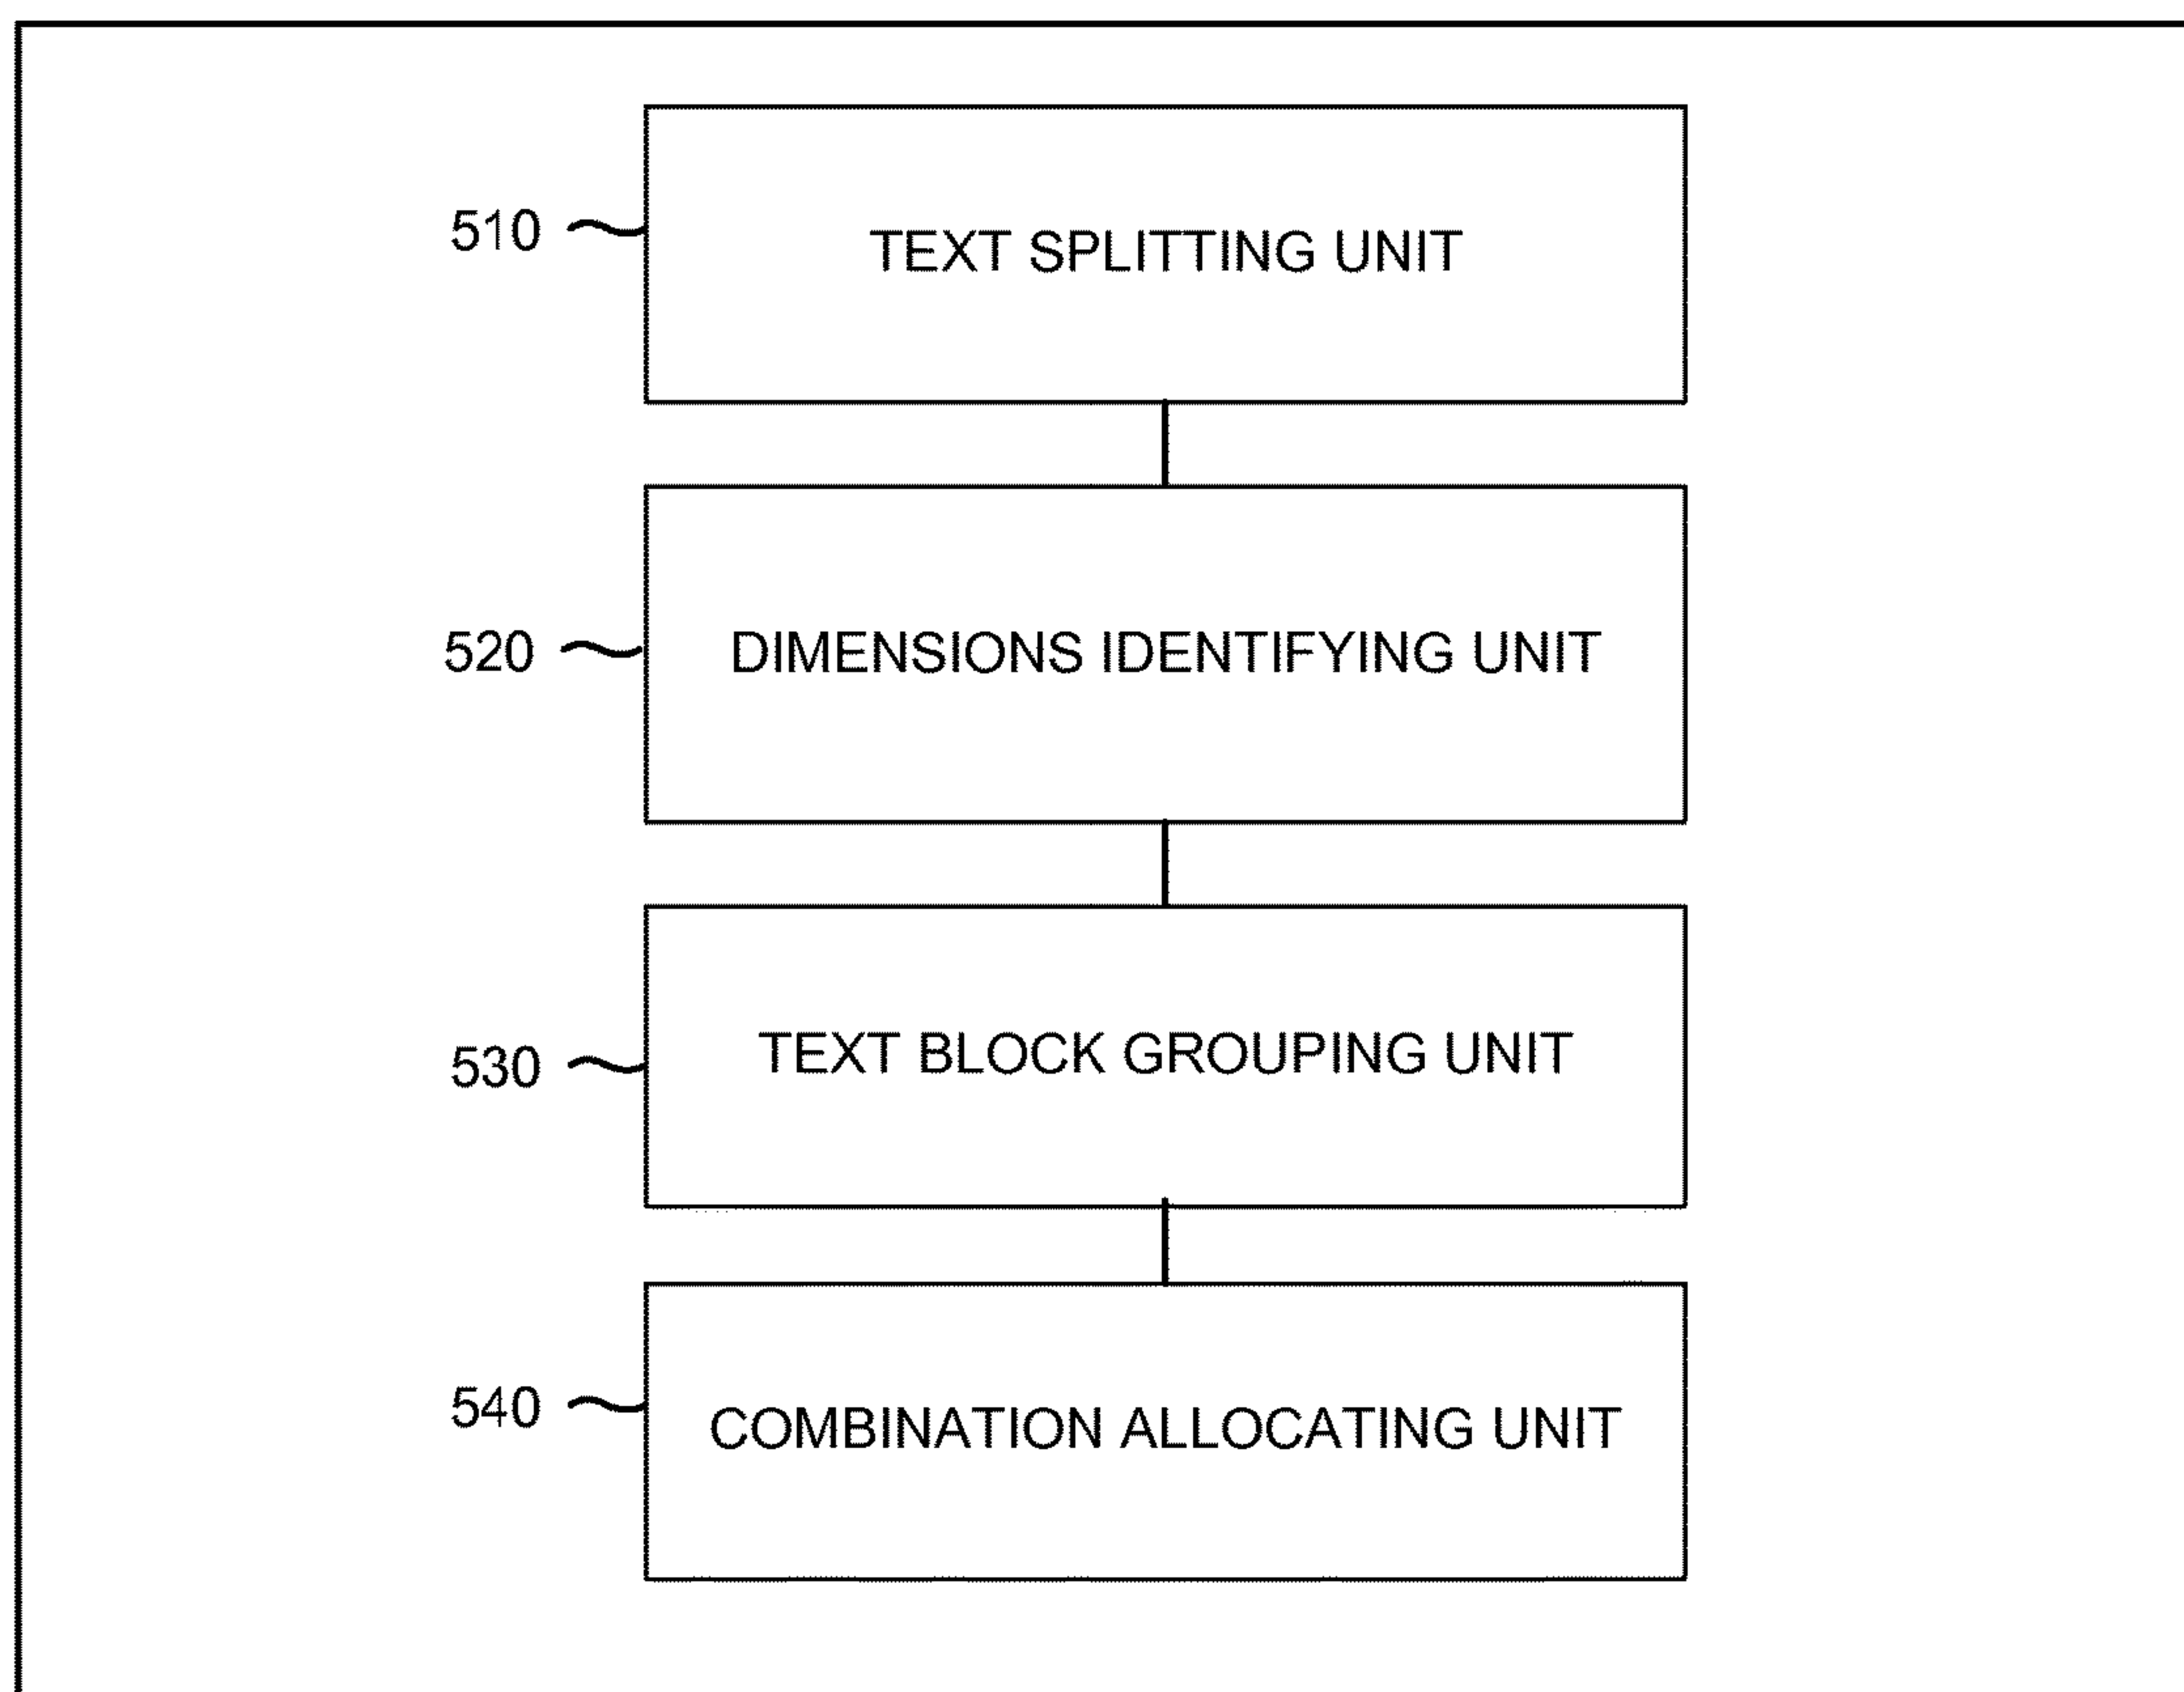 510
TEXT SPLITTING UNIT
520
DIMENSIONS IDENTIFYING UNIT
530
TEXT BLOCK GROUPING UNIT
540
COMBINATION ALLOCATING UNIT